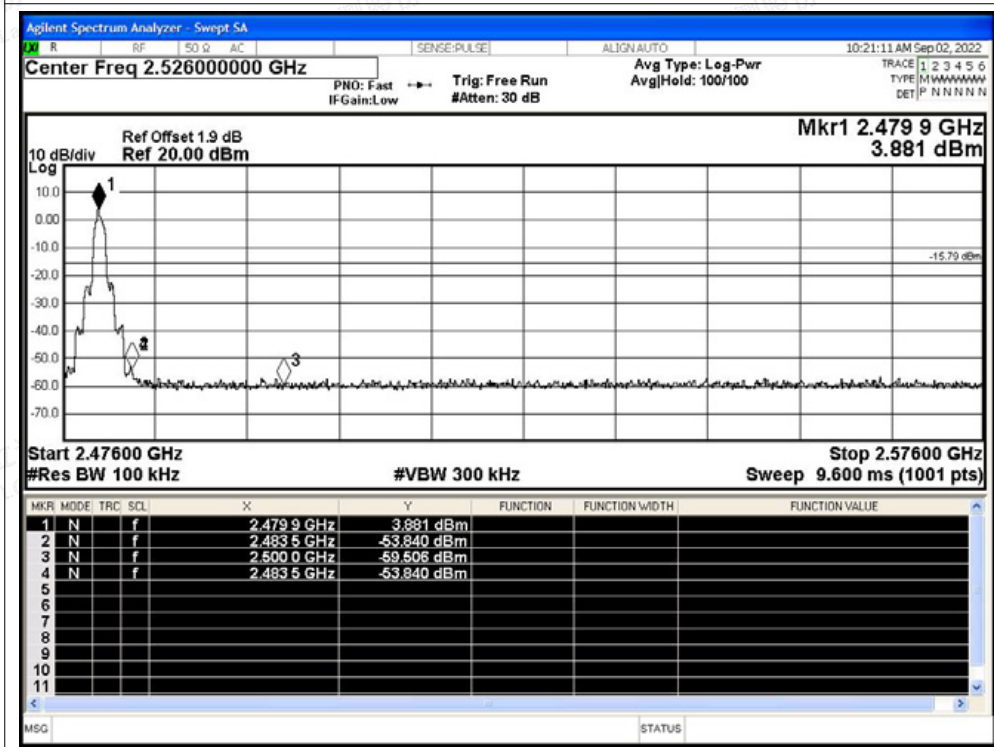 Agilent Spectrum Analyzer - Swept SA
LXI R RF 50 Ω AC SENSE:PULSE ALIGN AUTO 10:21:11 AM Sep 02, 2022
Center Freq 2.526000000 GHz
PNO: Fast Trig: Free Run Avg Type: Log-Pwr TRACE 1 2 3 4 5 6
IFGain:Low #Atten: 30 dB Avg|Hold: 100/100 TYPE M W W W W W
DET P N N N N N
Mkr1 2.479 9 GHz
3.881 dBm
Ref Offset 1.9 dB
10 dB/div Ref 20.00 dBm
Log
1
10.0
0.00
-10.0
-15.79 dBm
-20.0
-30.0
-40.0
-50.0
3
-60.0
-70.0
Start 2.47600 GHz Stop 2.57600 GHz
#Res BW 100 kHz #VBW 300 kHz Sweep 9.600 ms (1001 pts)
MKR MODE TRC SCL X Y FUNCTION FUNCTION WIDTH FUNCTION VALUE
1 N f 2.479 9 GHz 3.881 dBm
2 N f 2.483 5 GHz -53.840 dBm
3 N f 2.500 0 GHz -59.506 dBm
4 N f 2.483 5 GHz -53.840 dBm
5
6
7
8
9
10
11
MSG STATUS